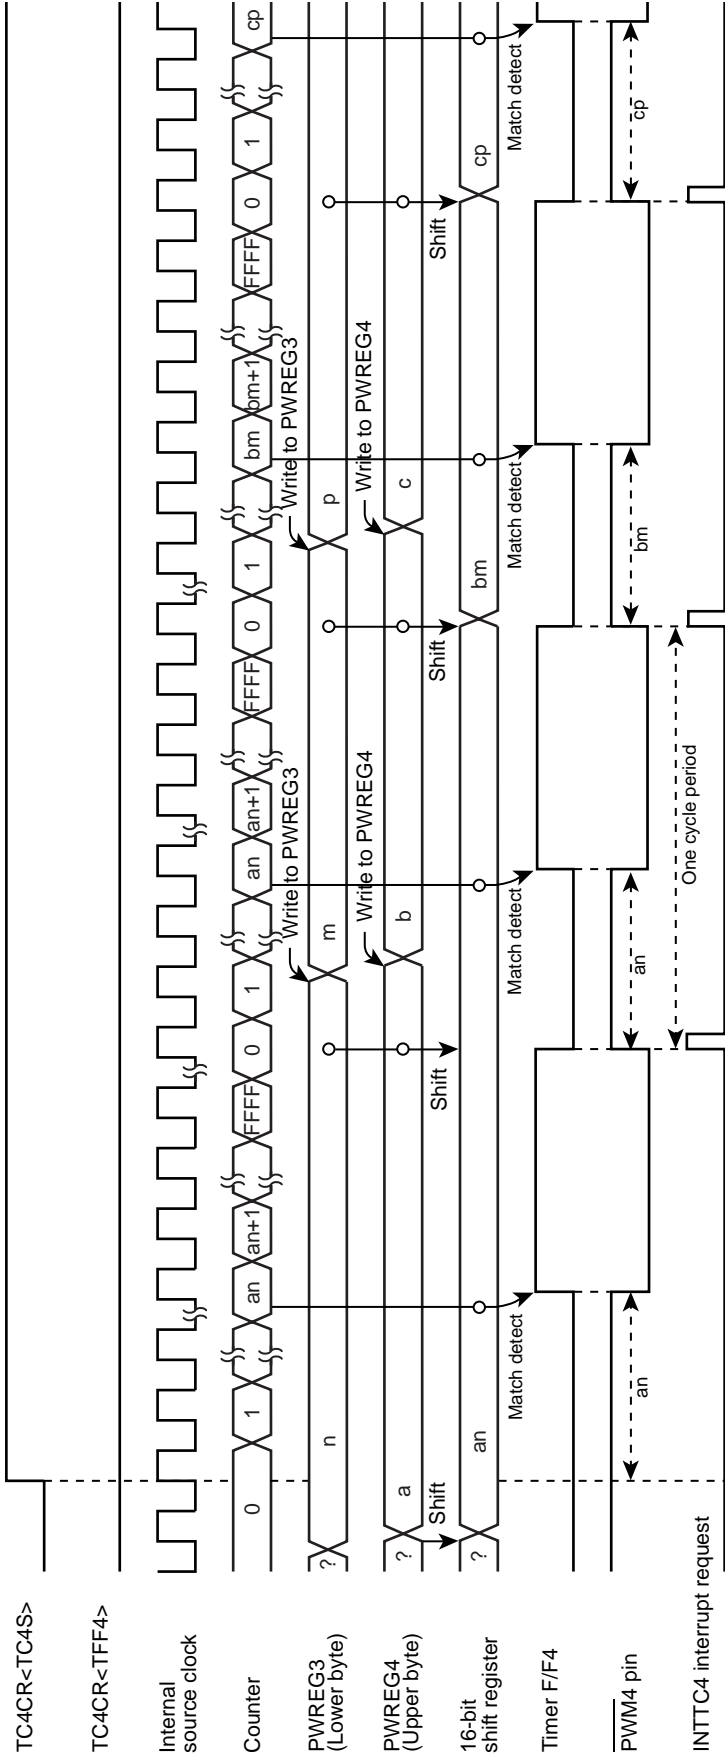 TC4CR<TC4S>
TC4CR<TFF4>
Internal
source clock
Counter
0
1
an
an+1
FFFF
0
1
an
an+1
FFFF
0
1
bm
bm+1
FFFF
0
1
cp
Write to PWREG3
Write to PWREG3
PWREG3
(Lower byte)
?
n
m
p
Write to PWREG4
Write to PWREG4
PWREG4
(Upper byte)
?
a
b
c
Shift
Shift
Shift
Shift
16-bit
shift register
?
an
bm
cp
Match detect
Match detect
Match detect
Match detect
Timer F/F4
PWM4 pin
an
an
bm
cp
One cycle period
INTTC4 interrupt request